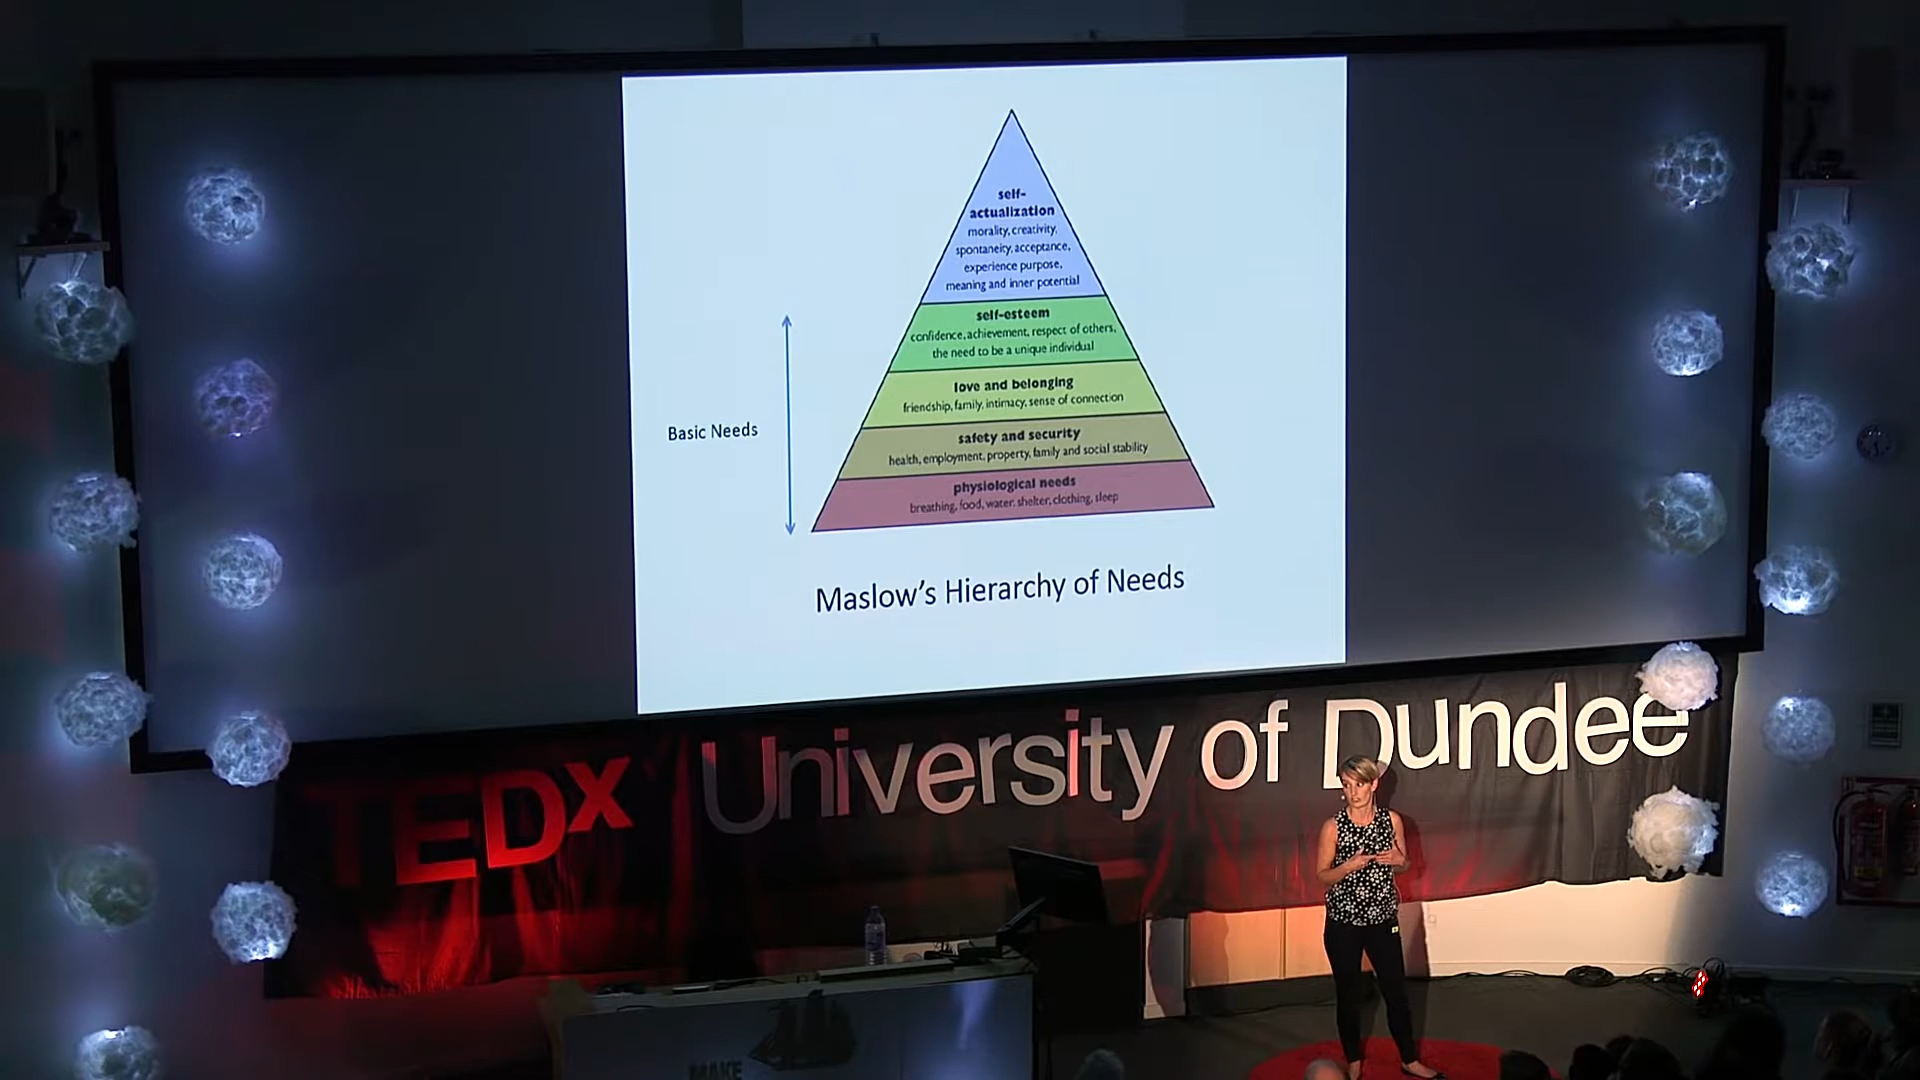 self-
actualization
morality, creativity,
spontaneity, acceptance,
experience purpose,
meaning and inner potential
self-esteem
confidence, achievement, respect of others,
the need to be a unique individual
love and belonging
friendship, family, intimacy, sense of connection
safety and security
health, employment, property, family and social stability
physiological needs
breathing, food, water, shelter, clothing, sleep
Basic Needs
Maslow's Hierarchy of Needs
TEDx University of Dundee
MAKE